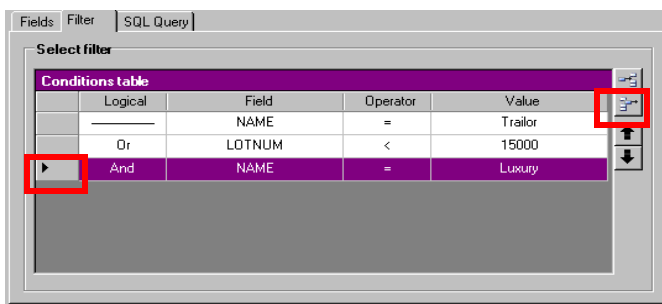 Fields Filter SQL Query
Select filter
Conditions table
Logical Field Operator Value
NAME = Trailor
Or LOTNUM < 15000
And NAME = Luxury